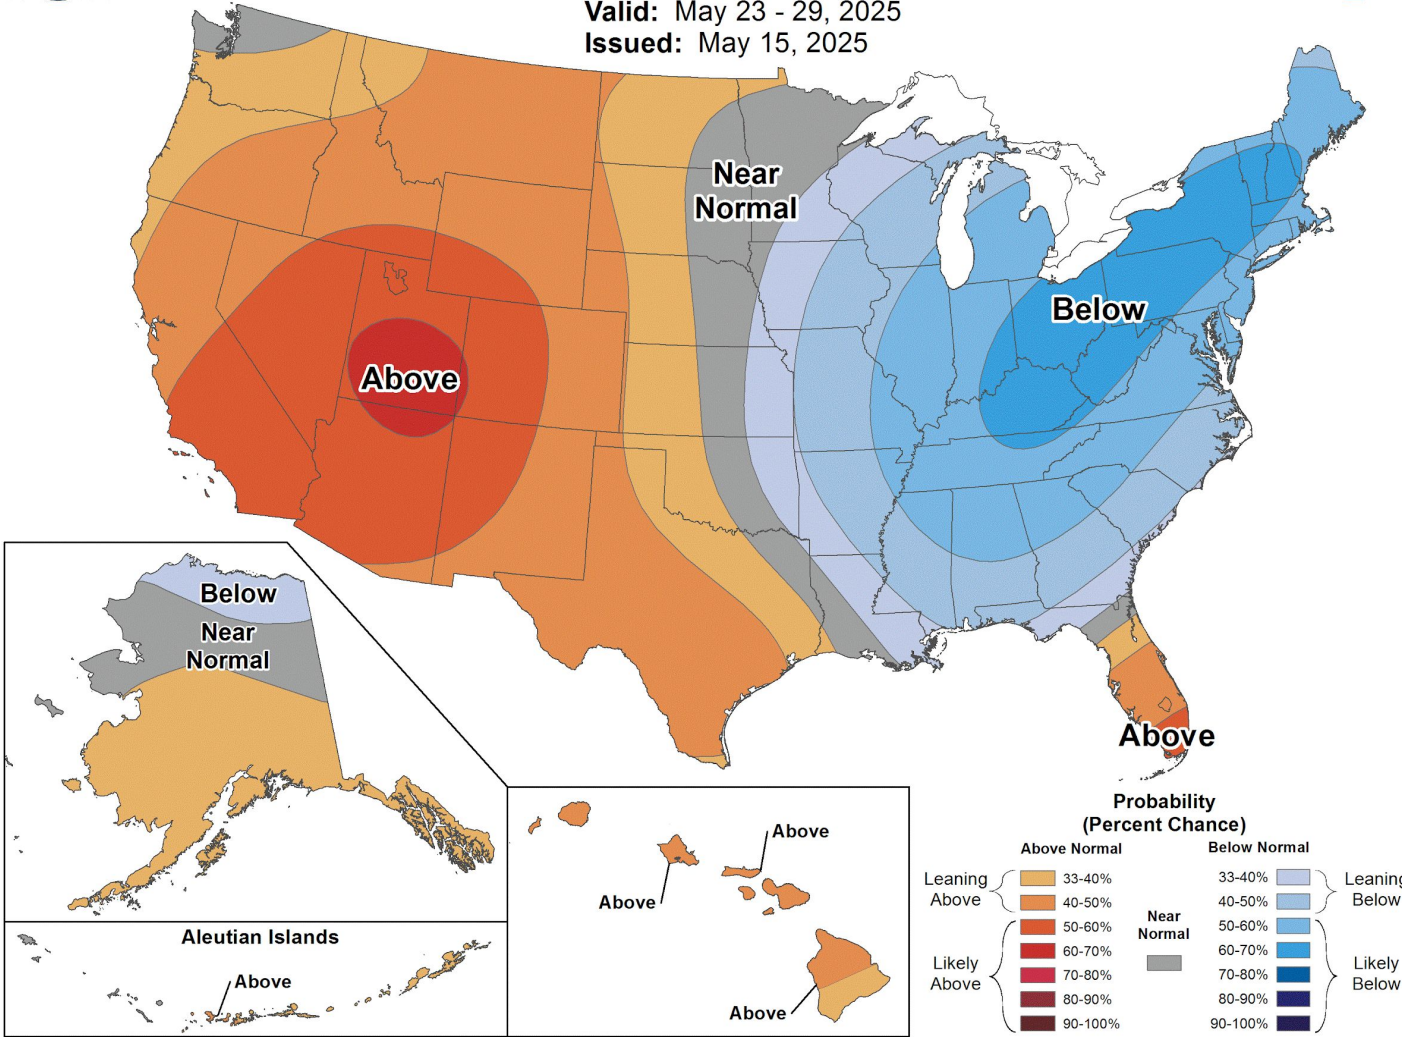 Valid: May 23 - 29, 2025
Issued: May 15, 2025
Near
Normal
Below
Above
Above
Below
Near
Normal
Aleutian Islands
Above
Above
Above
Above
Probability
(Percent Chance)
Above Normal
Below Normal
Leaning
Above
33-40%
40-50%
Likely
Above
50-60%
60-70%
70-80%
80-90%
90-100%
Near
Normal
33-40%
40-50%
Leaning
Below
50-60%
60-70%
70-80%
80-90%
90-100%
Likely
Below